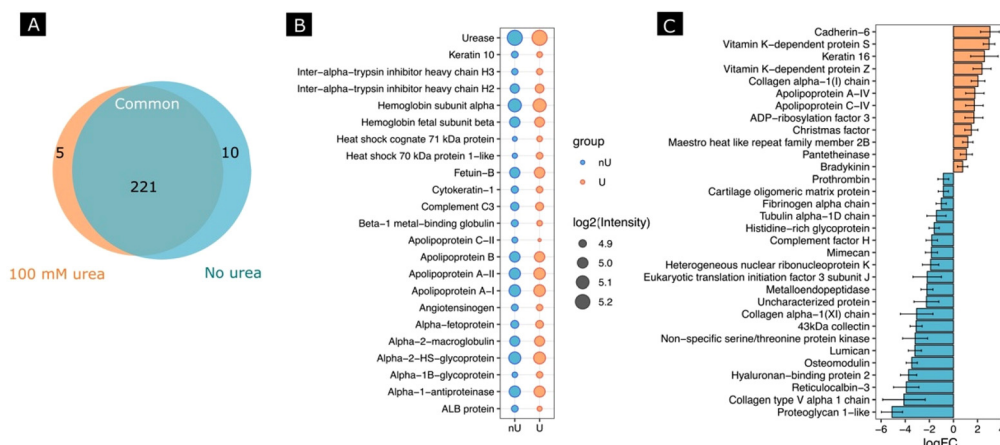 A
Common
5
10
221
100 mM urea
No urea
B
Urease
Keratin 10
Inter-alpha-trypsin inhibitor heavy chain H3
Inter-alpha-trypsin inhibitor heavy chain H2
Hemoglobin subunit alpha
Hemoglobin fetal subunit beta
Heat shock cognate 71 kDa protein
Heat shock 70 kDa protein 1-like
Fetuin-B
Cytokeratin-1
Complement C3
Beta-1 metal-binding globulin
Apolipoprotein C-II
Apolipoprotein B
Apolipoprotein A-II
Apolipoprotein A-I
Angiotensinogen
Alpha-fetoprotein
Alpha-2-macroglobulin
Alpha-2-HS-glycoprotein
Alpha-1B-glycoprotein
Alpha-1-antiproteinase
ALB protein
nU U
group
nU
U
log2(Intensity)
4.9
5.0
5.1
5.2
C
Cadherin-6
Vitamin K-dependent protein S
Keratin 16
Vitamin K-dependent protein Z
Collagen alpha-1(I) chain
Apolipoprotein A-IV
Apolipoprotein C-IV
ADP-ribosylation factor 3
Christmas factor
Maestro heat like repeat family member 2B
Pantetheinase
Bradykinin
Prothrombin
Cartilage oligomeric matrix protein
Fibrinogen alpha chain
Tubulin alpha-1D chain
Histidine-rich glycoprotein
Complement factor H
Mimecan
Heterogeneous nuclear ribonucleoprotein K
Eukaryotic translation initiation factor 3 subunit J
Metalloendopeptidase
Uncharacterized protein
Collagen alpha-1(XI) chain
43kDa collectin
Non-specific serine/threonine protein kinase
Lumican
Osteomodulin
Hyaluronan-binding protein 2
Reticulocalbin-3
Collagen type V alpha 1 chain
Proteoglycan 1-like
-6 -4 -2 0 2 4
logFC